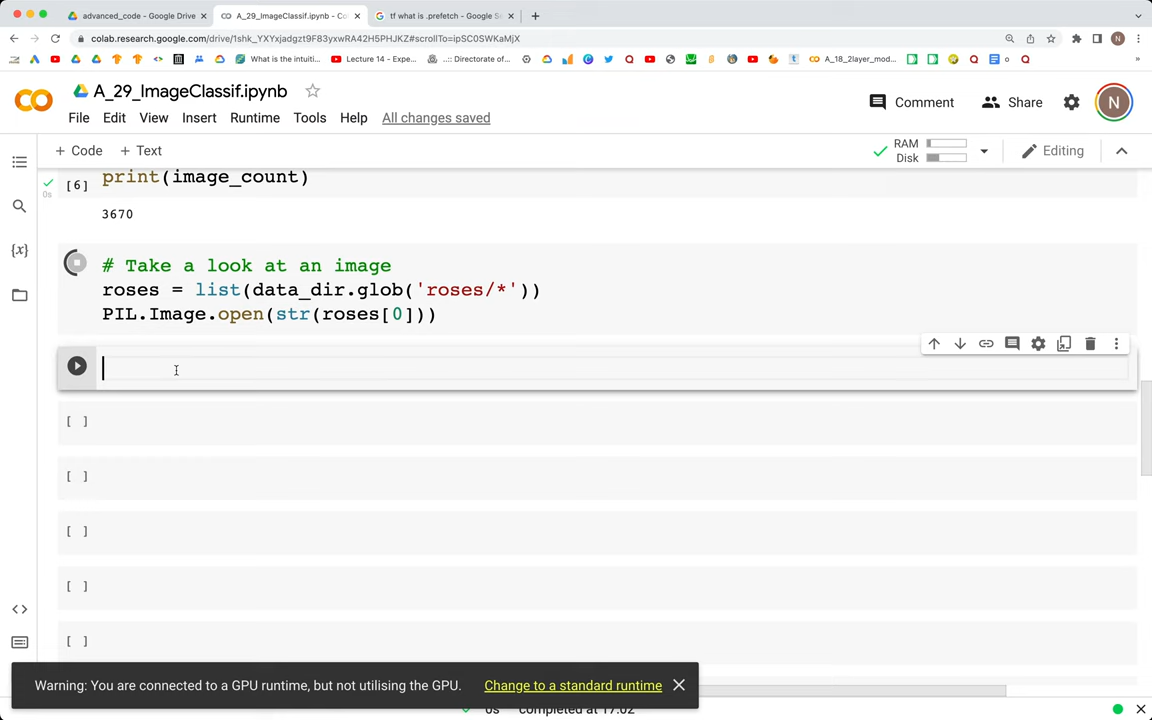 advanced_code - Google Drive
A_29_ImageClassif.ipynb - Co
tf what is .prefetch - Google Se
colab.research.google.com/drive/1shk_YXYxjadgzt9F83yxwRA42H5PHJKZ#scrollTo=ipSC0SWKaMjX
What is the intuiti...
Lecture 14 - Expe...
..:: Directorate of...
A_18_2layer_mod...
A_29_ImageClassif.ipynb
Comment
Share
N
File Edit View Insert Runtime Tools Help All changes saved
+ Code + Text
RAM
Disk
Editing
[6]
print(image_count)
0s
3670
# Take a look at an image
roses = list(data_dir.glob('roses/*'))
PIL.Image.open(str(roses[0]))
[ ]
[ ]
[ ]
[ ]
[ ]
Warning: You are connected to a GPU runtime, but not utilising the GPU. Change to a standard runtime
0s completed at 17:02